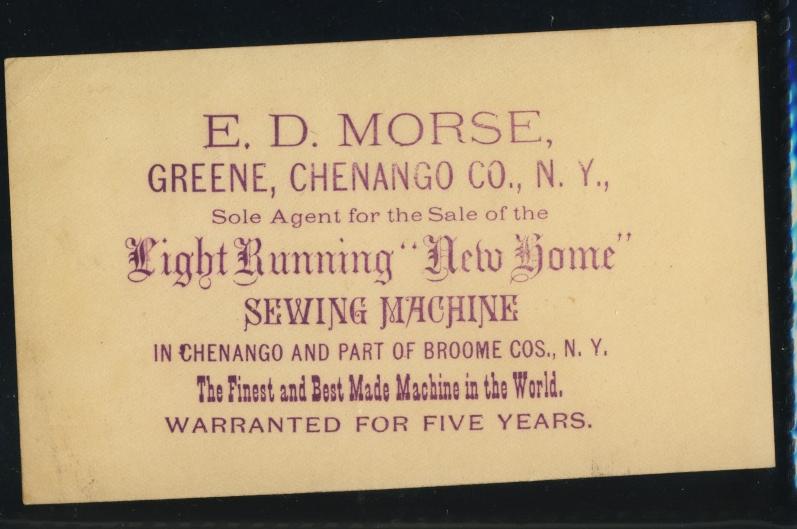 E. D. MORSE,
GREENE, CHENANGO CO., N. Y.,
Sole Agent for the Sale of the
Light Running "New Home"
SEWING MACHINE
IN CHENANGO AND PART OF BROOME COS., N. Y.
The Finest and Best Made Machine in the World.
WARRANTED FOR FIVE YEARS.